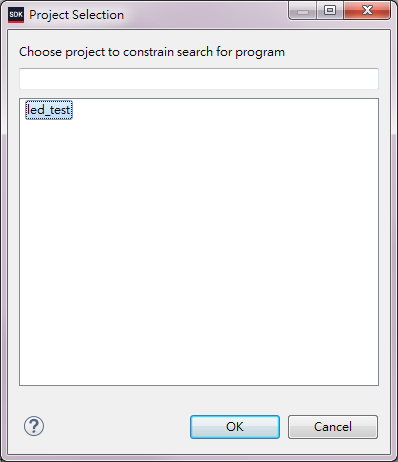 SDK Project Selection
Choose project to constrain search for program
led_test
?
OK Cancel